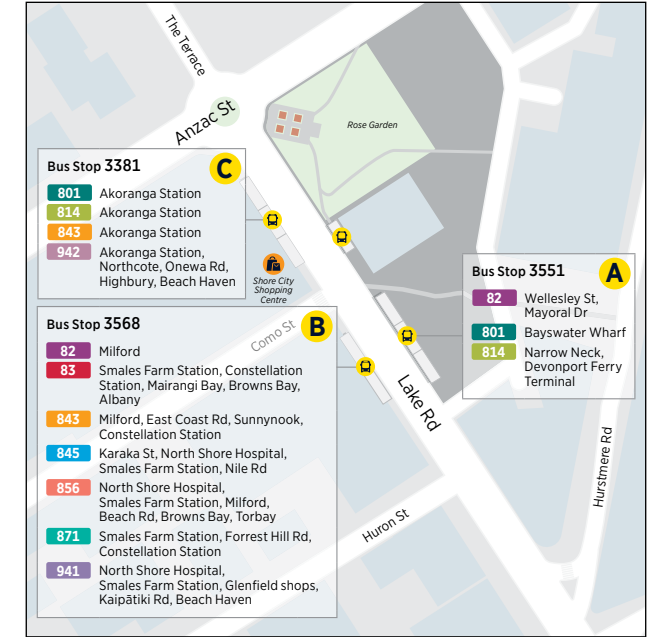 The Terrace
Anzac St
Rose Garden
Bus Stop 3381
C
801 Akoranga Station
814 Akoranga Station
843 Akoranga Station
942 Akoranga Station,
Northcote, Onewa Rd,
Highbury, Beach Haven
Shore City
Shopping
Centre
Bus Stop 3551
A
82 Wellesley St,
Mayoral Dr
801 Bayswater Wharf
814 Narrow Neck,
Devonport Ferry
Terminal
Bus Stop 3568
B
82 Milford
83 Smales Farm Station, Constellation
Station, Mairangi Bay, Browns Bay,
Albany
843 Milford, East Coast Rd, Sunnynook,
Constellation Station
845 Karaka St, North Shore Hospital,
Smales Farm Station, Nile Rd
856 North Shore Hospital,
Smales Farm Station, Milford,
Beach Rd, Browns Bay, Torbay
871 Smales Farm Station, Forrest Hill Rd,
Constellation Station
941 North Shore Hospital,
Smales Farm Station, Glenfield shops,
Kaipātiki Rd, Beach Haven
Como St
Lake Rd
Huron St
Hurstmere Rd